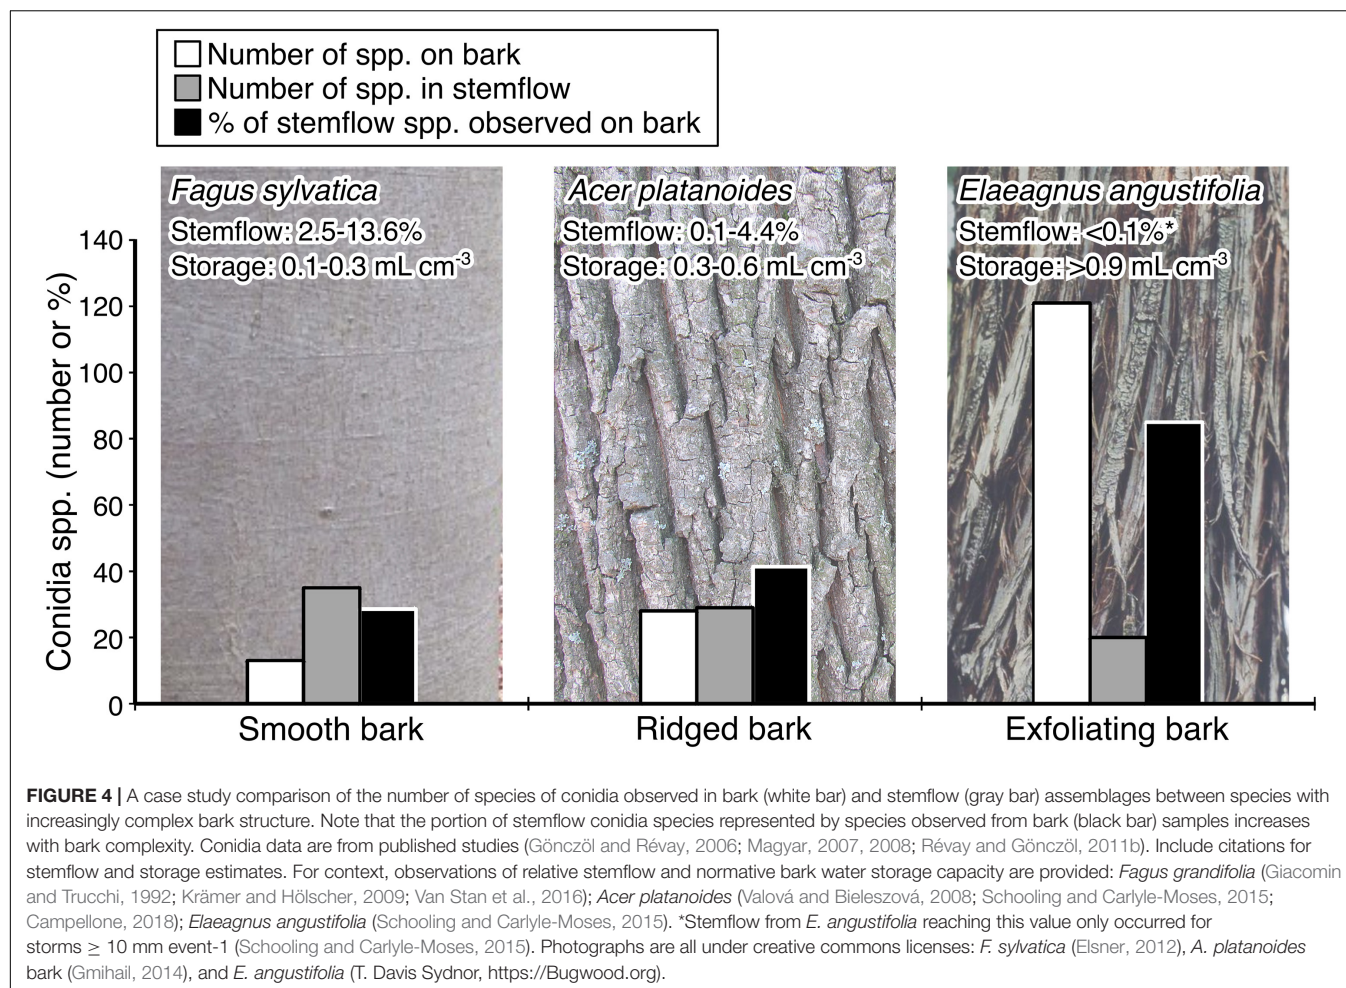 Number of spp. on bark
Number of spp. in stemflow
% of stemflow spp. observed on bark
Fagus sylvatica
Stemflow: 2.5-13.6%
Storage: 0.1-0.3 mL cm-3
Acer platanoides
Stemflow: 0.1-4.4%
Storage: 0.3-0.6 mL cm-3
Elaeagnus angustifolia
Stemflow: <0.1%*
Storage: >0.9 mL cm-3
Conidia spp. (number or %)
140
120
100
80
60
40
20
0
Smooth bark
Ridged bark
Exfoliating bark
FIGURE 4 | A case study comparison of the number of species of conidia observed in bark (white bar) and stemflow (gray bar) assemblages between species with
increasingly complex bark structure. Note that the portion of stemflow conidia species represented by species observed from bark (black bar) samples increases
with bark complexity. Conidia data are from published studies (Gönczöl and Révay, 2006; Magyar, 2007, 2008; Révay and Gönczöl, 2011b). Include citations for
stemflow and storage estimates. For context, observations of relative stemflow and normative bark water storage capacity are provided: Fagus grandifolia (Giacomin
and Trucchi, 1992; Krämer and Hölscher, 2009; Van Stan et al., 2016); Acer platanoides (Valová and Bieleszová, 2008; Schooling and Carlyle-Moses, 2015;
Campellone, 2018); Elaeagnus angustifolia (Schooling and Carlyle-Moses, 2015). *Stemflow from E. angustifolia reaching this value only occurred for
storms ≥ 10 mm event-1 (Schooling and Carlyle-Moses, 2015). Photographs are all under creative commons licenses: F. sylvatica (Elsner, 2012), A. platanoides
bark (Gmihail, 2014), and E. angustifolia (T. Davis Sydnor, https://Bugwood.org).